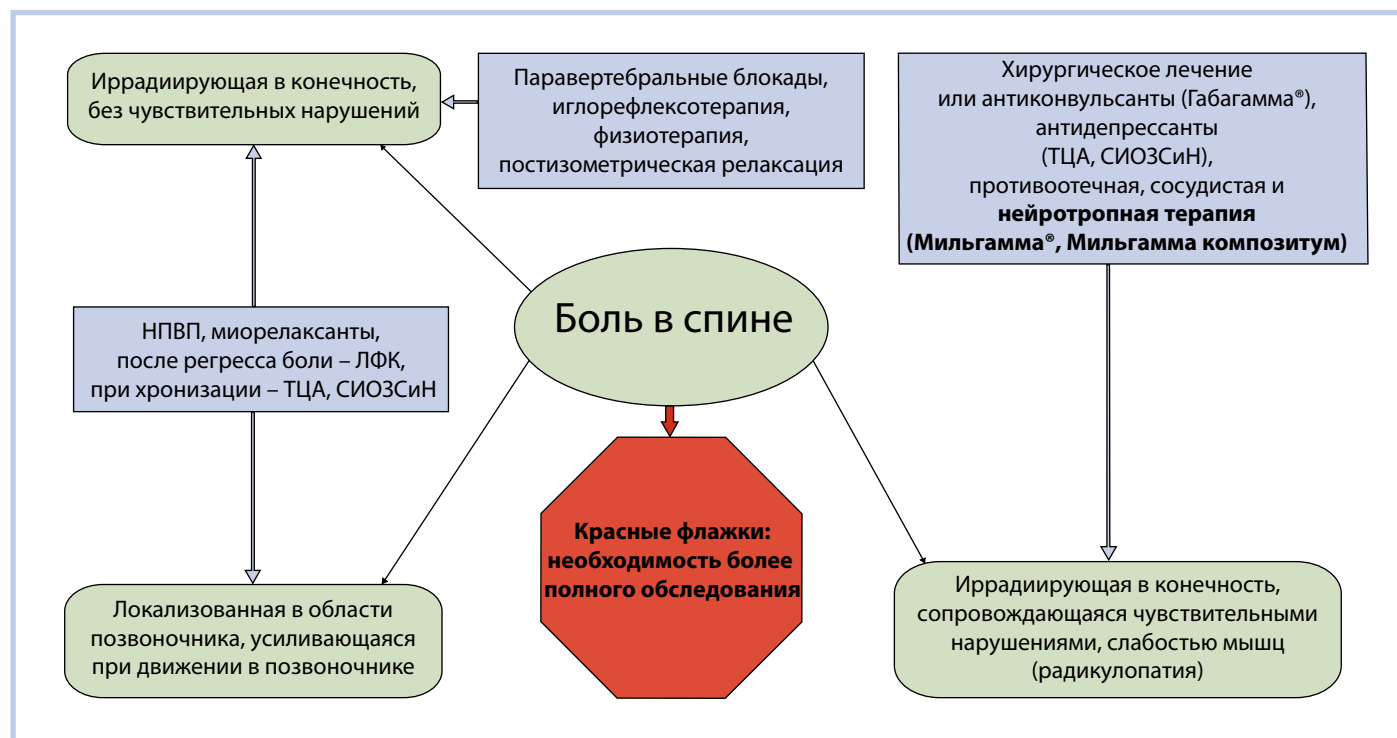 Иррадиирующая в конечность,
без чувствительных нарушений
Паравертебральные блокады,
иглорефлексотерапия,
физиотерапия,
постизометрическая релаксация
Хирургическое лечение
или антиконвульсанты (Габагамма®),
антидепрессанты
(ТЦА, СИОЗСиН),
противоотечная, сосудистая и
нейротропная терапия
(Мильгамма®, Мильгамма композитум)
НПВП, миорелаксанты,
после регресса боли – ЛФК,
при хронизации – ТЦА, СИОЗСиН
Боль в спине
Красные флажки:
необходимость более
полного обследования
Локализованная в области
позвоночника, усиливающаяся
при движении в позвоночнике
Иррадиирующая в конечность,
сопровождающаяся чувствительными
нарушениями, слабостью мышц
(радикулопатия)